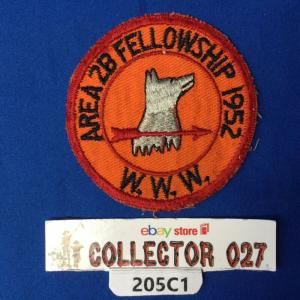 AREA 2B FELLOWSHIP 1952
W.W.W.
ebay store
COLLECTOR 027
205C1